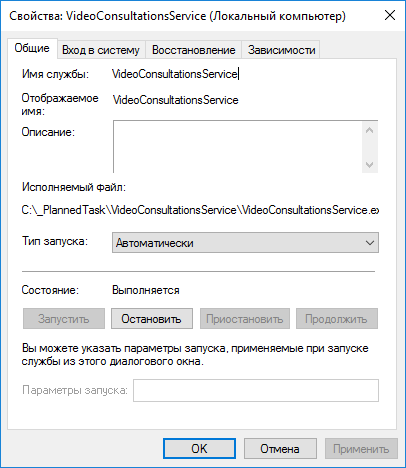 Свойства: VideoConsultationsService (Локальный компьютер)
Общие Вход в систему Восстановление Зависимости
Имя службы: VideoConsultationsService
Отображаемое имя: VideoConsultationsService
Описание:
Исполняемый файл:
C:\_PlannedTask\VideoConsultationsService\VideoConsultationsService.ex
Тип запуска: Автоматически
Состояние: Выполняется
Запустить Остановить Приостановить Продолжить
Вы можете указать параметры запуска, применяемые при запуске
службы из этого диалогового окна.
Параметры запуска:
OK Отмена Применить